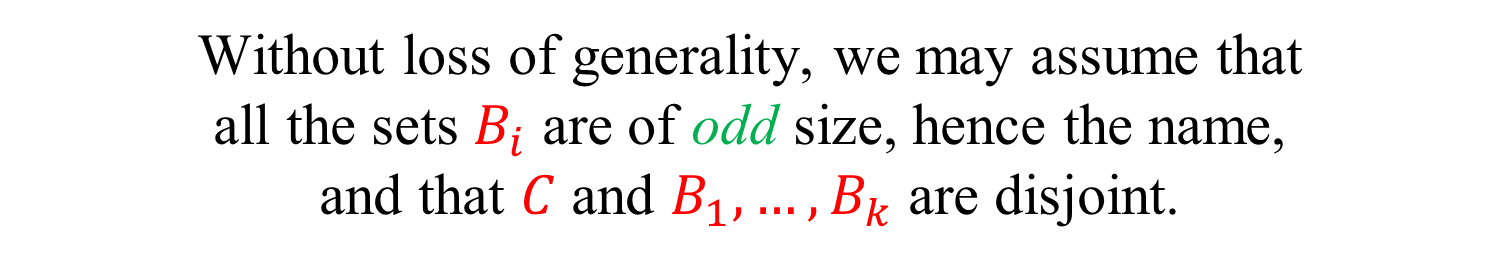 Without loss of generality, we may assume that
all the sets B_i are of odd size, hence the name,
and that C and B_1, ..., B_k are disjoint.